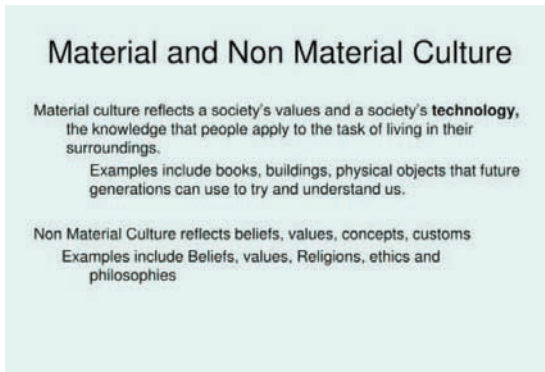 Material and Non Material Culture
Material culture reflects a society's values and a society's technology,
the knowledge that people apply to the task of living in their
surroundings.
Examples include books, buildings, physical objects that future
generations can use to try and understand us.
Non Material Culture reflects beliefs, values, concepts, customs
Examples include Beliefs, values, Religions, ethics and
philosophies